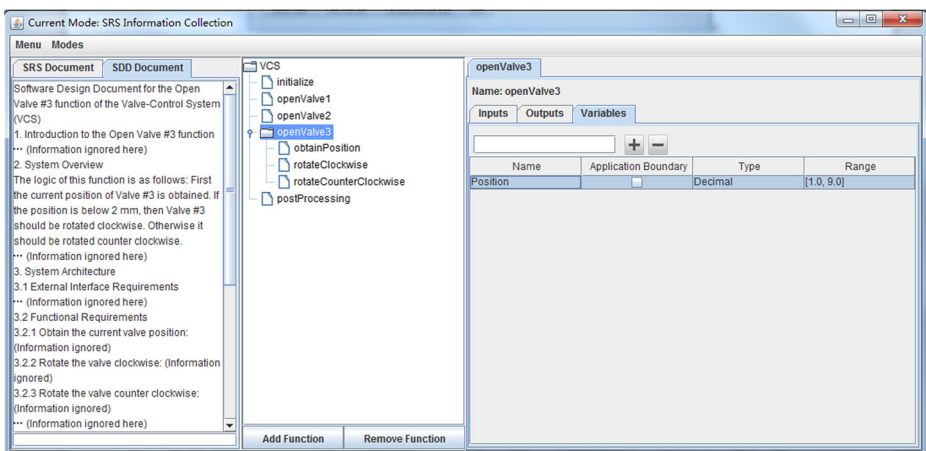 Current Mode: SRS Information Collection
Menu Modes
SRS Document SDD Document
Software Design Document for the Open
Valve #3 function of the Valve-Control System
(VCS)
1. Introduction to the Open Valve #3 function
··· (Information ignored here)
2. System Overview
The logic of this function is as follows: First
the current position of Valve #3 is obtained. If
the position is below 2 mm, then Valve #3
should be rotated clockwise. Otherwise it
should be rotated counter clockwise.
··· (Information ignored here)
3. System Architecture
3.1 External Interface Requirements
··· (Information ignored here)
3.2 Functional Requirements
3.2.1 Obtain the current valve position:
(Information ignored)
3.2.2 Rotate the valve clockwise: (Information
ignored)
3.2.3 Rotate the valve counter clockwise:
(Information ignored)
··· (Information ignored here)
VCS
initialize
openValve1
openValve2
openValve3
obtainPosition
rotateClockwise
rotateCounterClockwise
postProcessing
Add Function Remove Function
openValve3
Name: openValve3
Inputs Outputs Variables
+ −
Name Application Boundary Type Range
Position Decimal [1.0, 9.0]